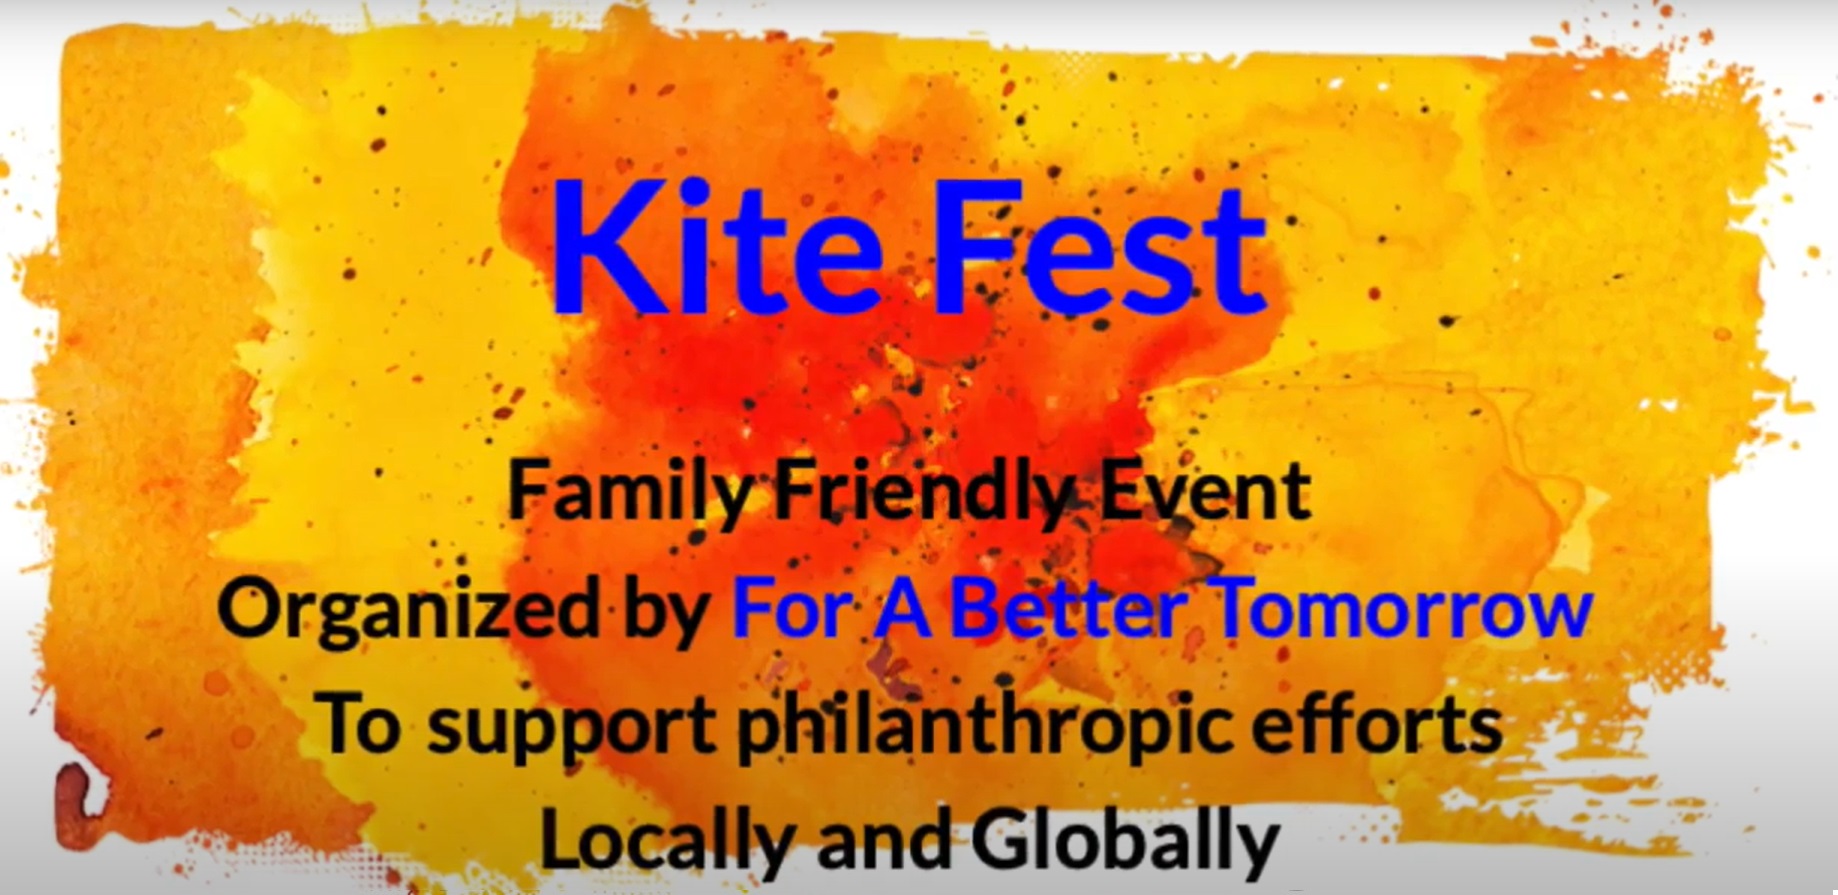 Kite Fest
Family Friendly Event
Organized by For A Better Tomorrow
To support philanthropic efforts
Locally and Globally